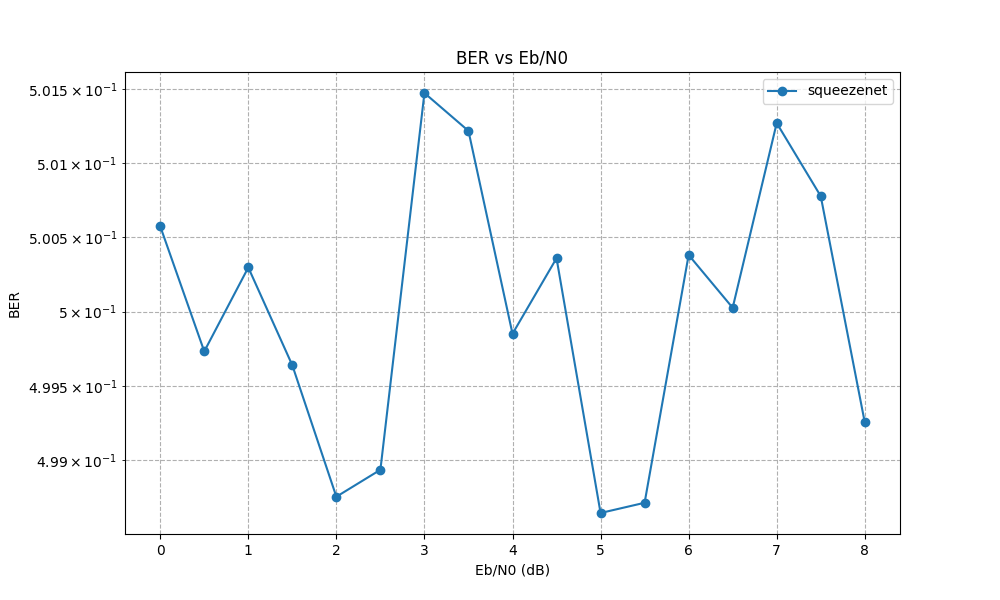 BER vs Eb/N0
squeezenet
BER
5.015 × 10⁻¹
5.01 × 10⁻¹
5.005 × 10⁻¹
5 × 10⁻¹
4.995 × 10⁻¹
4.99 × 10⁻¹
0 1 2 3 4 5 6 7 8
Eb/N0 (dB)